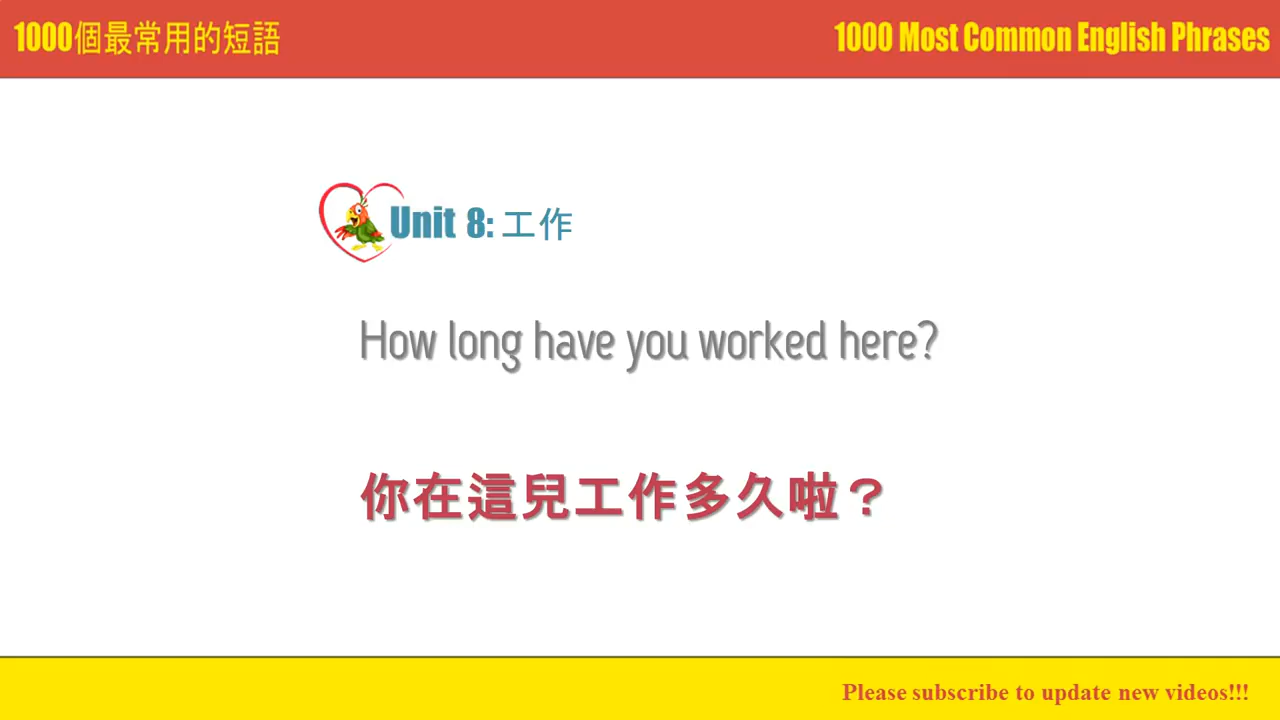 1000個最常用的短語
1000 Most Common English Phrases
Unit 8: 工作
How long have you worked here?
你在這兒工作多久啦？
Please subscribe to update new videos!!!